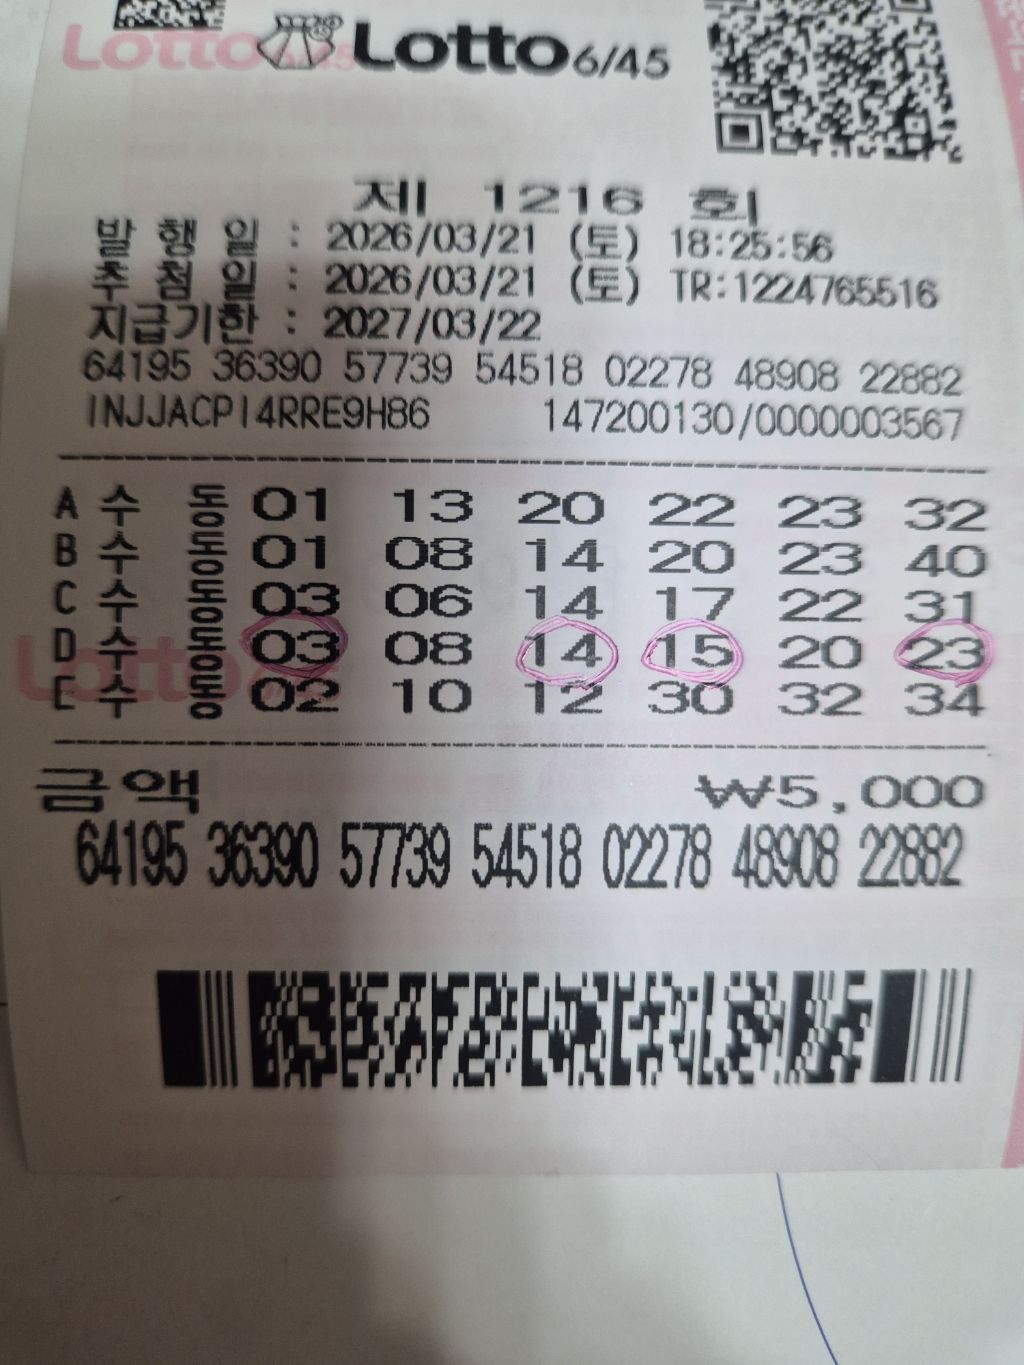 Lotto 6/45
제 1216 회
발 행 일 : 2026/03/21 (토) 18:25:56
추 첨 일 : 2026/03/21 (토) TR:1224765516
지급기한 : 2027/03/22
64195 36390 57739 54518 02278 48908 22882
INJJACPI4RRE9H86 147200130/0000003567
A 수 동 01 13 20 22 23 32
B 수 동 01 08 14 20 23 40
C 수 동 03 06 14 17 22 31
D 수 동 03 08 14 15 20 23
E 수 동 02 10 12 30 32 34
금 액 ₩5,000
64195 36390 57739 54518 02278 48908 22882